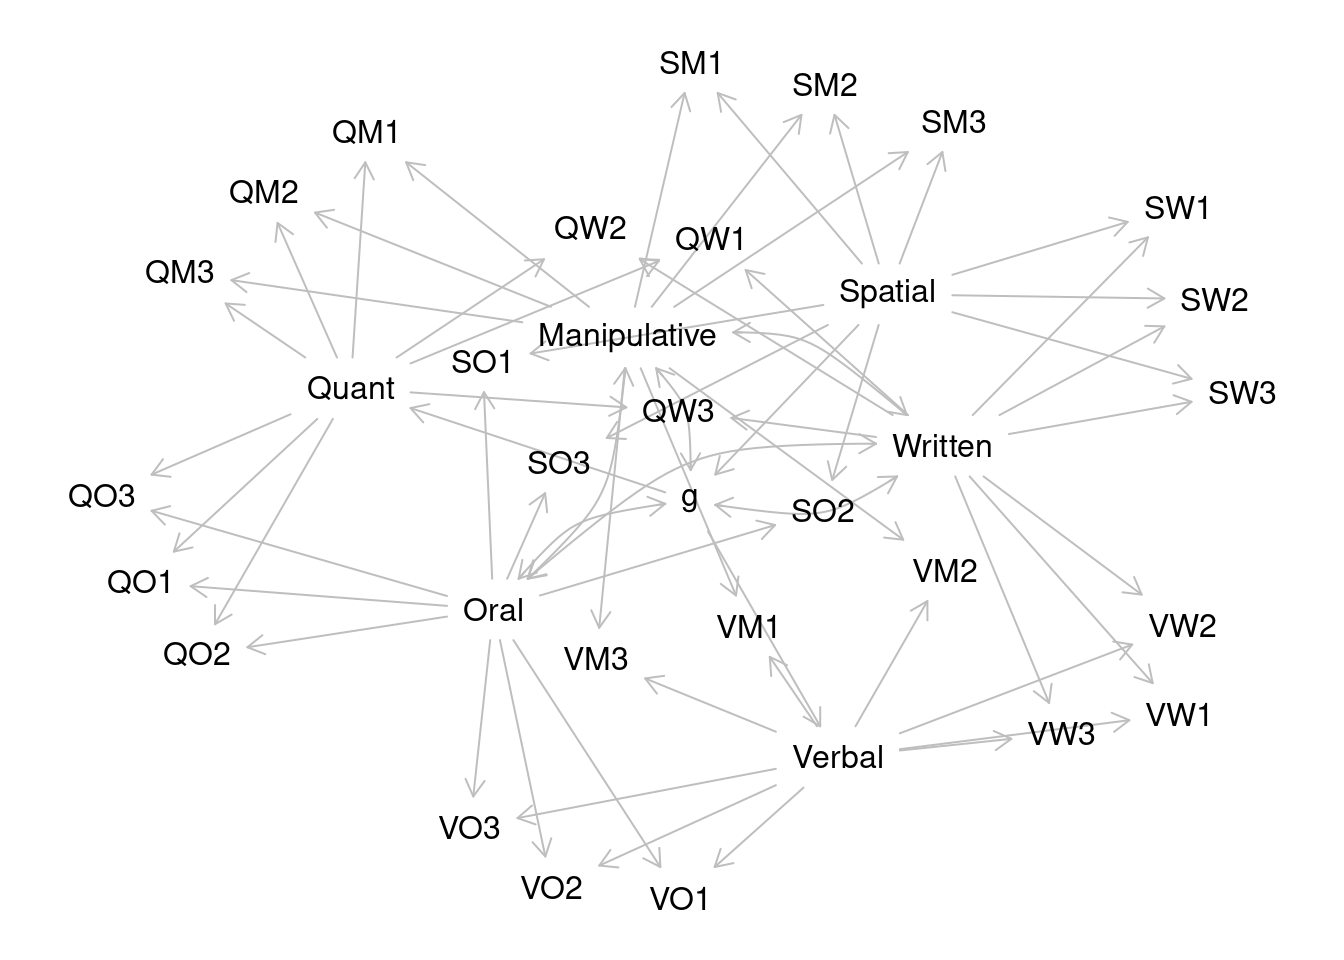 SM1
SM2
SM3
QM1
QM2
SW1
QW2
QW1
QM3
Spatial
SW2
Manipulative
SO1
Quant
SW3
QW3
Written
SO3
QO3
g
SO2
VM2
QO1
Oral
VM1
VW2
QO2
VM3
VW1
VW3
Verbal
VO3
VO2
VO1